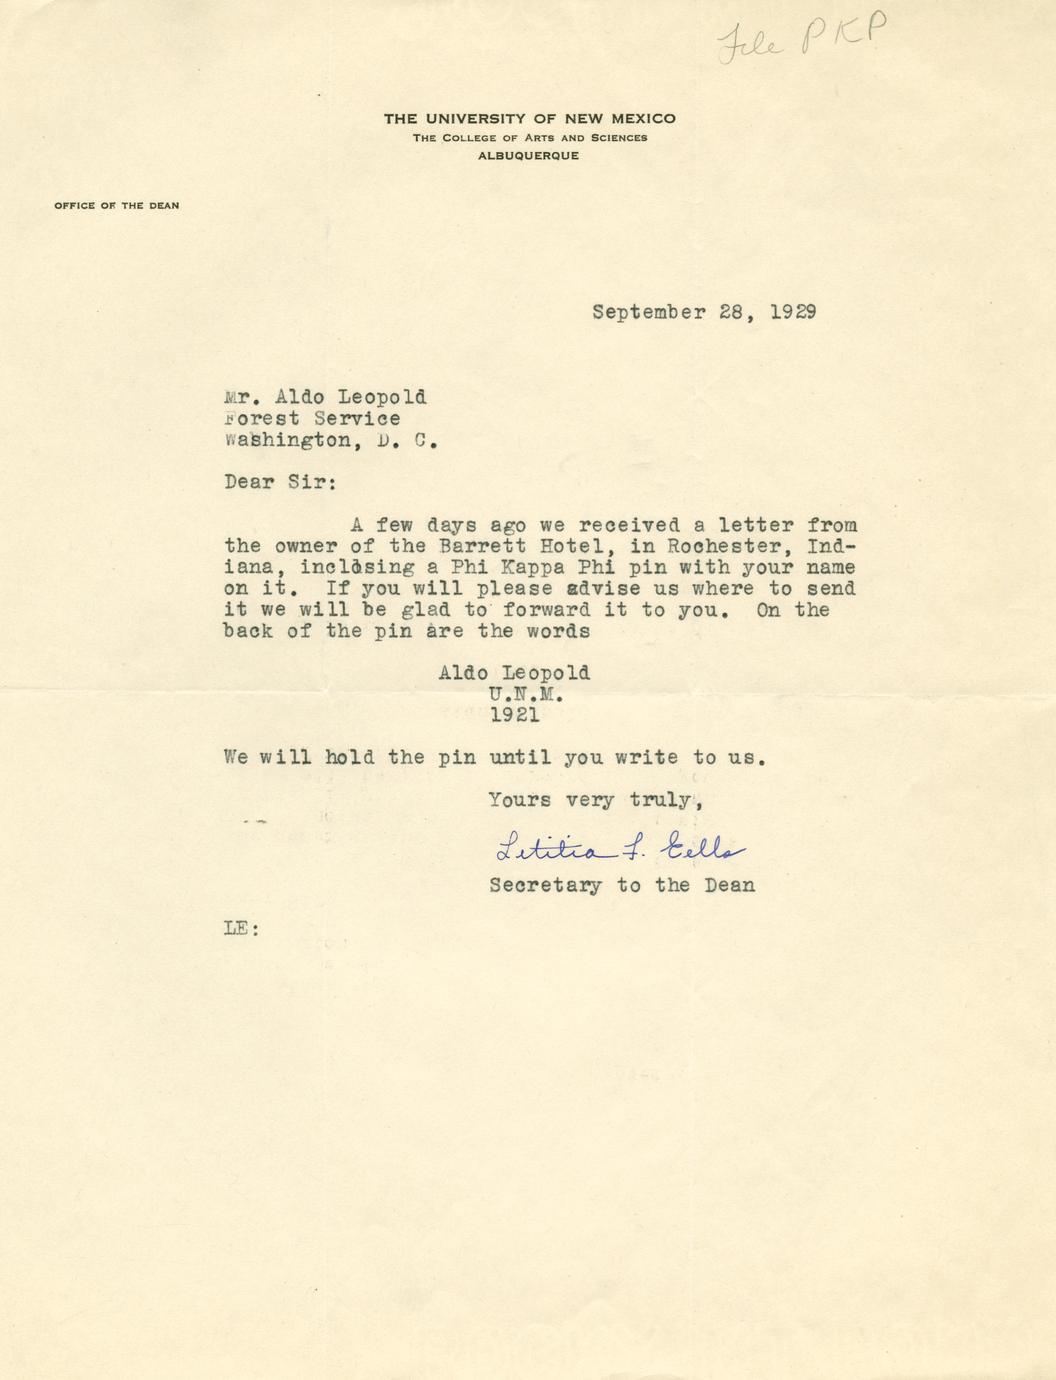 File PKP
THE UNIVERSITY OF NEW MEXICO
THE COLLEGE OF ARTS AND SCIENCES
ALBUQUERQUE
OFFICE OF THE DEAN
September 28, 1929
Mr. Aldo Leopold
Forest Service
Washington, D. C.
Dear Sir:
A few days ago we received a letter from
the owner of the Barrett Hotel, in Rochester, Ind-
iana, inclosing a Phi Kappa Phi pin with your name
on it. If you will please advise us where to send
it we will be glad to forward it to you. On the
back of the pin are the words
Aldo Leopold
U.N.M.
1921
We will hold the pin until you write to us.
Yours very truly,
Letitia F. Eells
Secretary to the Dean
LE: